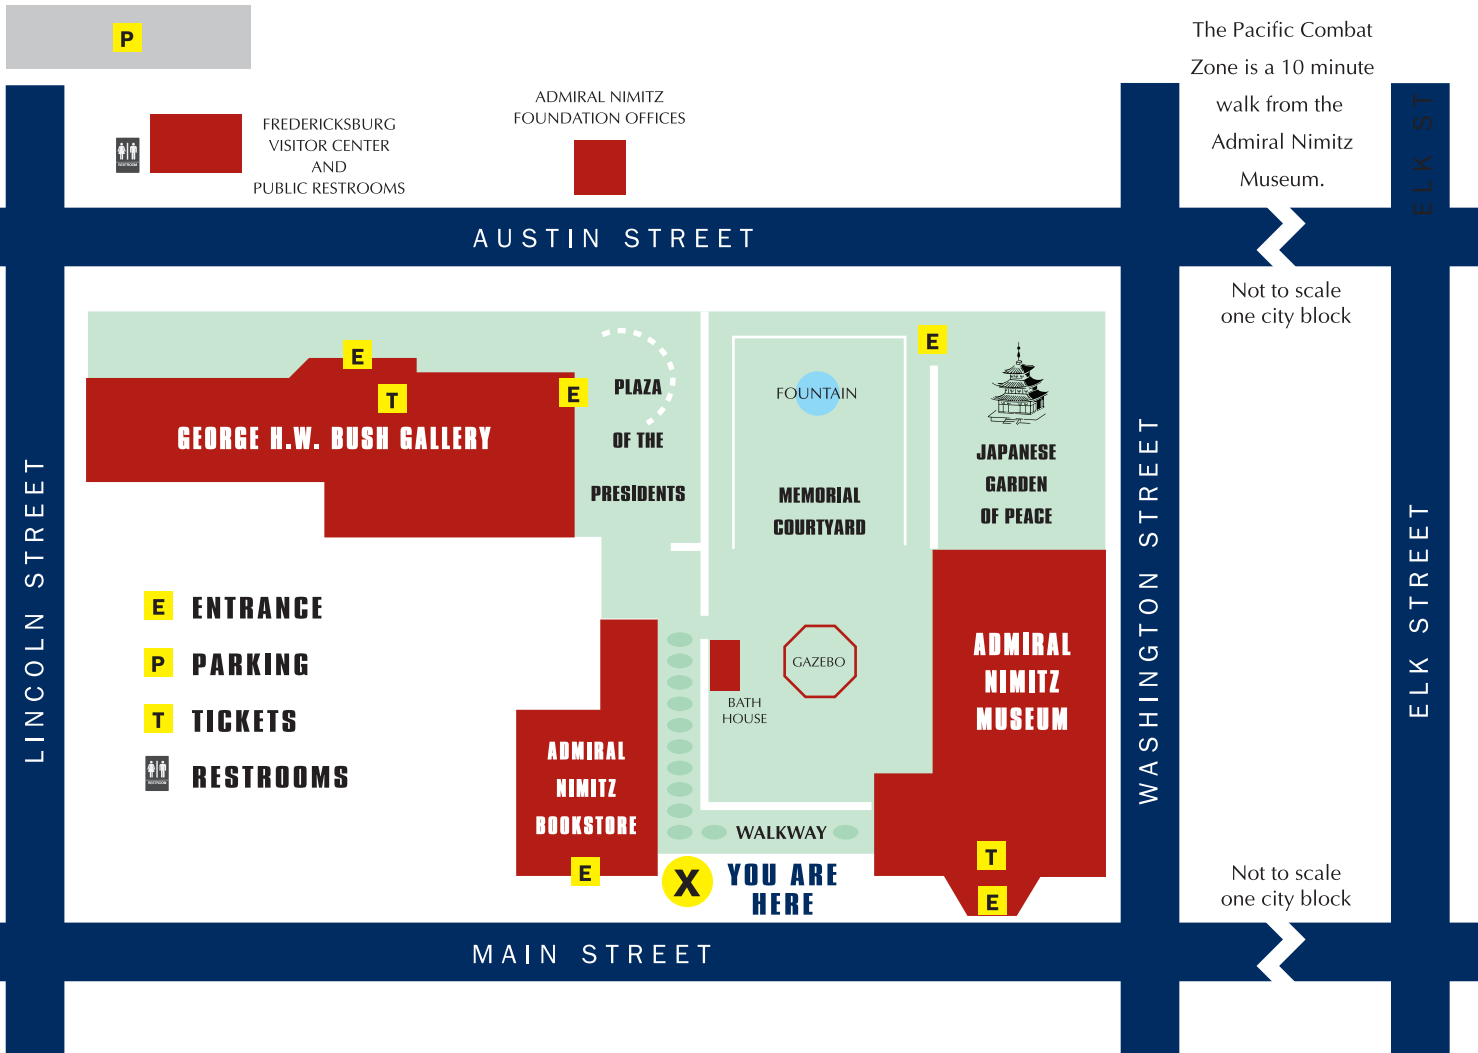 P
The Pacific Combat
Zone is a 10 minute
walk from the
Admiral Nimitz
Museum.
ELK ST
FREDERICKSBURG
VISITOR CENTER
AND
PUBLIC RESTROOMS
RESTROOM
ADMIRAL NIMITZ
FOUNDATION OFFICES
AUSTIN STREET
Not to scale
one city block
E
T
GEORGE H.W. BUSH GALLERY
E
PLAZA
OF THE
PRESIDENTS
FOUNTAIN
MEMORIAL
COURTYARD
E
JAPANESE
GARDEN
OF PEACE
LINCOLN STREET
WASHINGTON STREET
ELK STREET
E ENTRANCE
P PARKING
T TICKETS
RESTROOM
RESTROOMS
ADMIRAL
NIMITZ
BOOKSTORE
E
BATH
HOUSE
GAZEBO
ADMIRAL
NIMITZ
MUSEUM
T
E
WALKWAY
X
YOU ARE
HERE
Not to scale
one city block
MAIN STREET